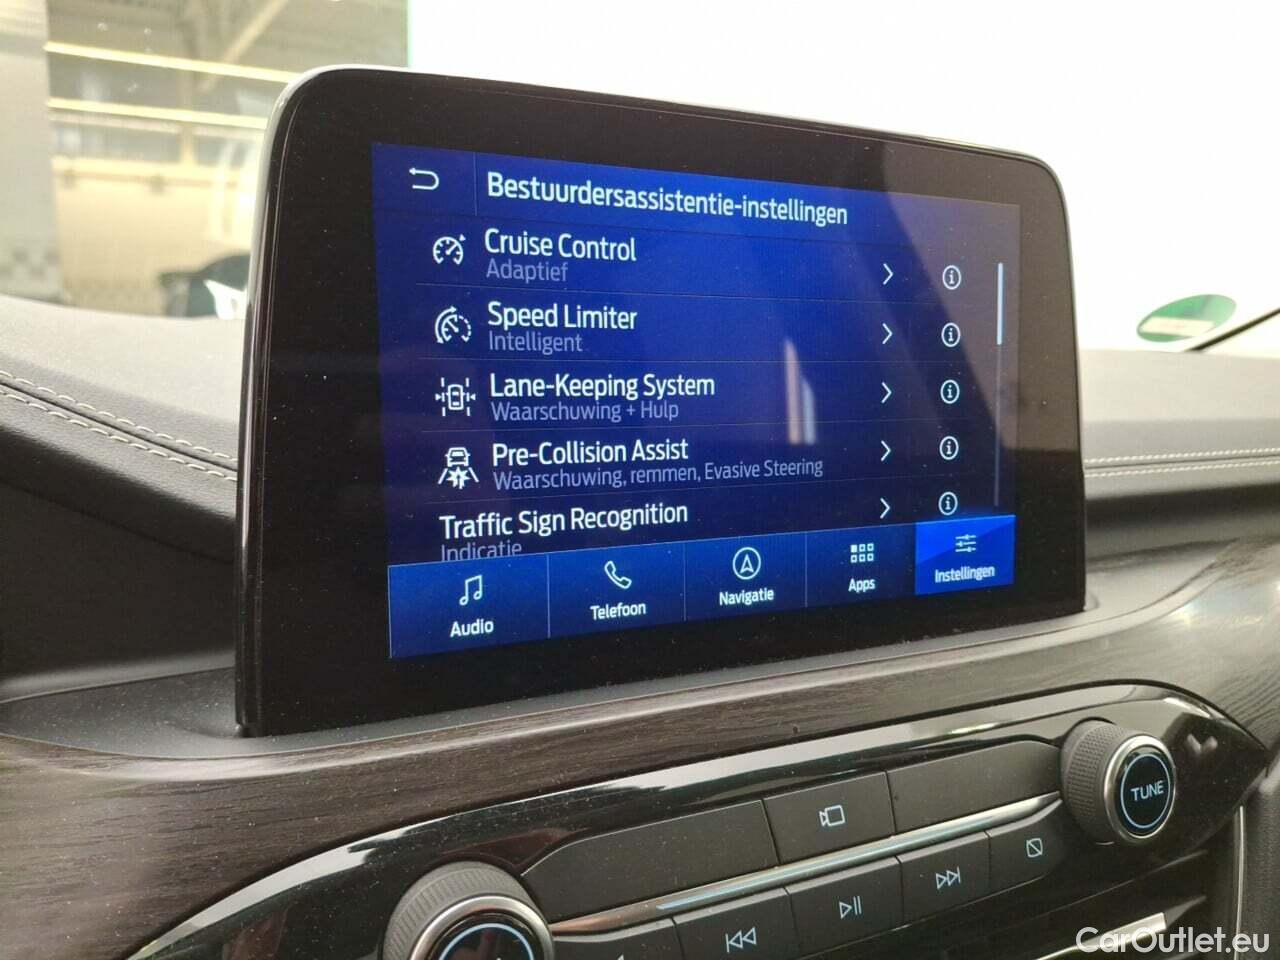 Bestuurdersassistentie-instellingen
Cruise Control
Adaptief
Speed Limiter
Intelligent
Lane-Keeping System
Waarschuwing + Hulp
Pre-Collision Assist
Waarschuwing, remmen, Evasive Steering
Traffic Sign Recognition
Indicatie
Audio
Telefoon
Navigatie
Apps
Instellingen
TUNE
CarOutlet.eu